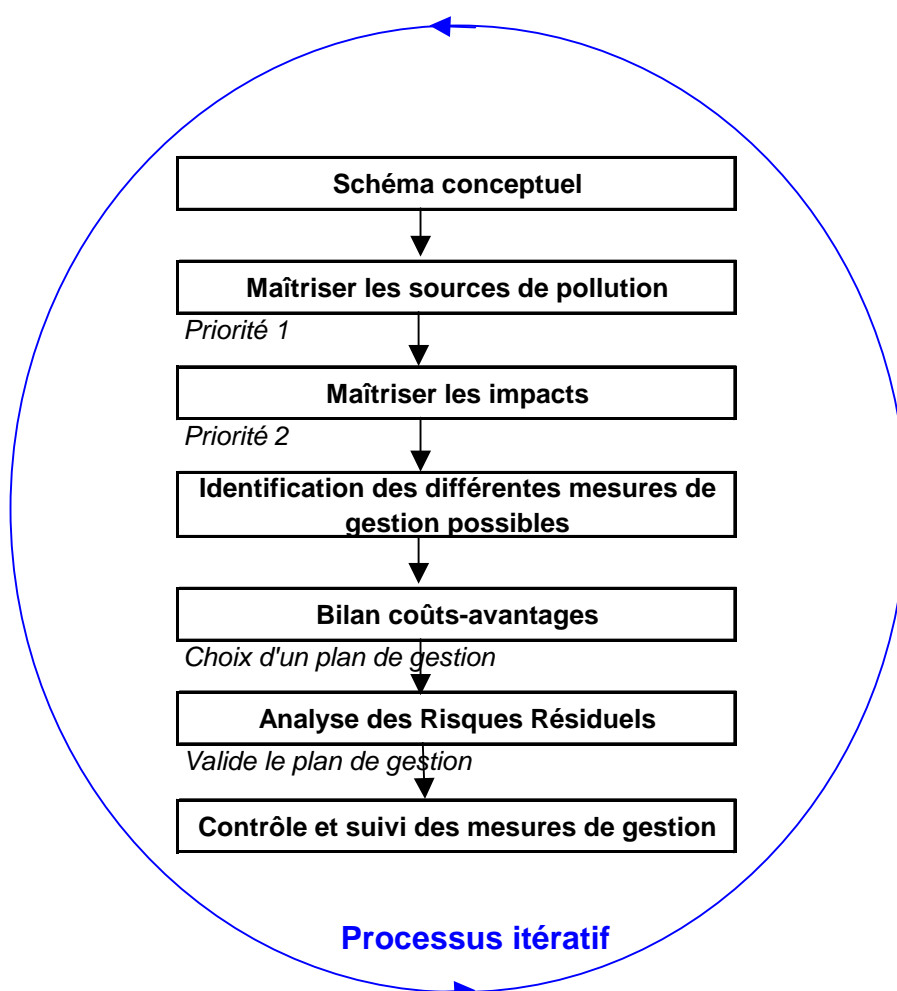 Schéma conceptuel
Maîtriser les sources de pollution
Priorité 1
Maîtriser les impacts
Priorité 2
Identification des différentes mesures de
gestion possibles
Bilan coûts-avantages
Choix d'un plan de gestion
Analyse des Risques Résiduels
Valide le plan de gestion
Contrôle et suivi des mesures de gestion
Processus itératif